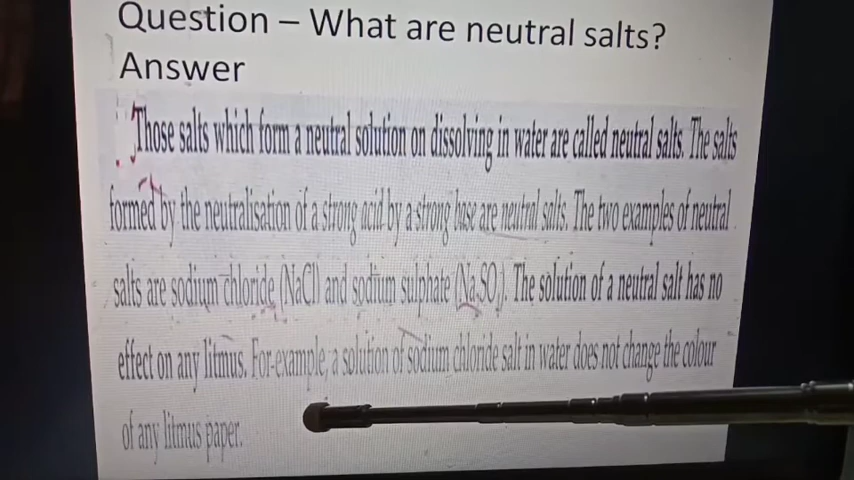 Question – What are neutral salts?
Answer
Those salts which form a neutral solution on dissolving in water are called neutral salts. The salts
formed by the neutralisation of a strong acid by a strong base are neutral salts. The two examples of neutral
salts are sodium chloride (NaCl) and sodium sulphate (Na2SO4). The solution of a neutral salt has no
effect on any litmus. For-example, a solution of sodium chloride salt in water does not change the colour
of any litmus paper.